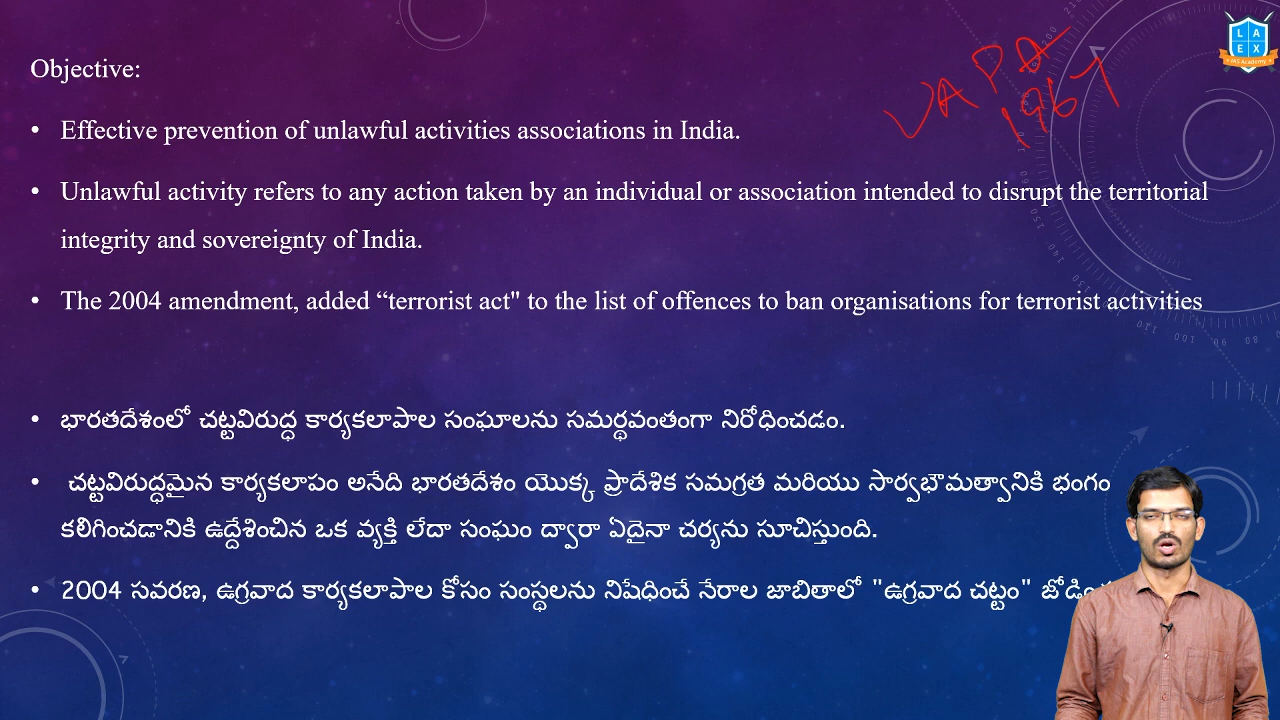 Objective:
UAPA
1967
L A
E X
IAS Academy
• Effective prevention of unlawful activities associations in India.
• Unlawful activity refers to any action taken by an individual or association intended to disrupt the territorial
integrity and sovereignty of India.
• The 2004 amendment, added “terrorist act" to the list of offences to ban organisations for terrorist activities
• భారతదేశంలో చట్టవిరుద్ధ కార్యకలాపాల సంఘాలను సమర్థవంతంగా నిరోధించడం.
• చట్టవిరుద్ధమైన కార్యకలాపం అనేది భారతదేశం యొక్క ప్రాదేశిక సమగ్రత మరియు సార్వభౌమత్వానికి భంగం
కలిగించడానికి ఉద్దేశించిన ఒక వ్యక్తి లేదా సంఘం ద్వారా ఏదైనా చర్యను సూచిస్తుంది.
• 2004 సవరణ, ఉగ్రవాద కార్యకలాపాల కోసం సంస్థలను నిషేధించే నేరాల జాబితాలో "ఉగ్రవాద చట్టం"